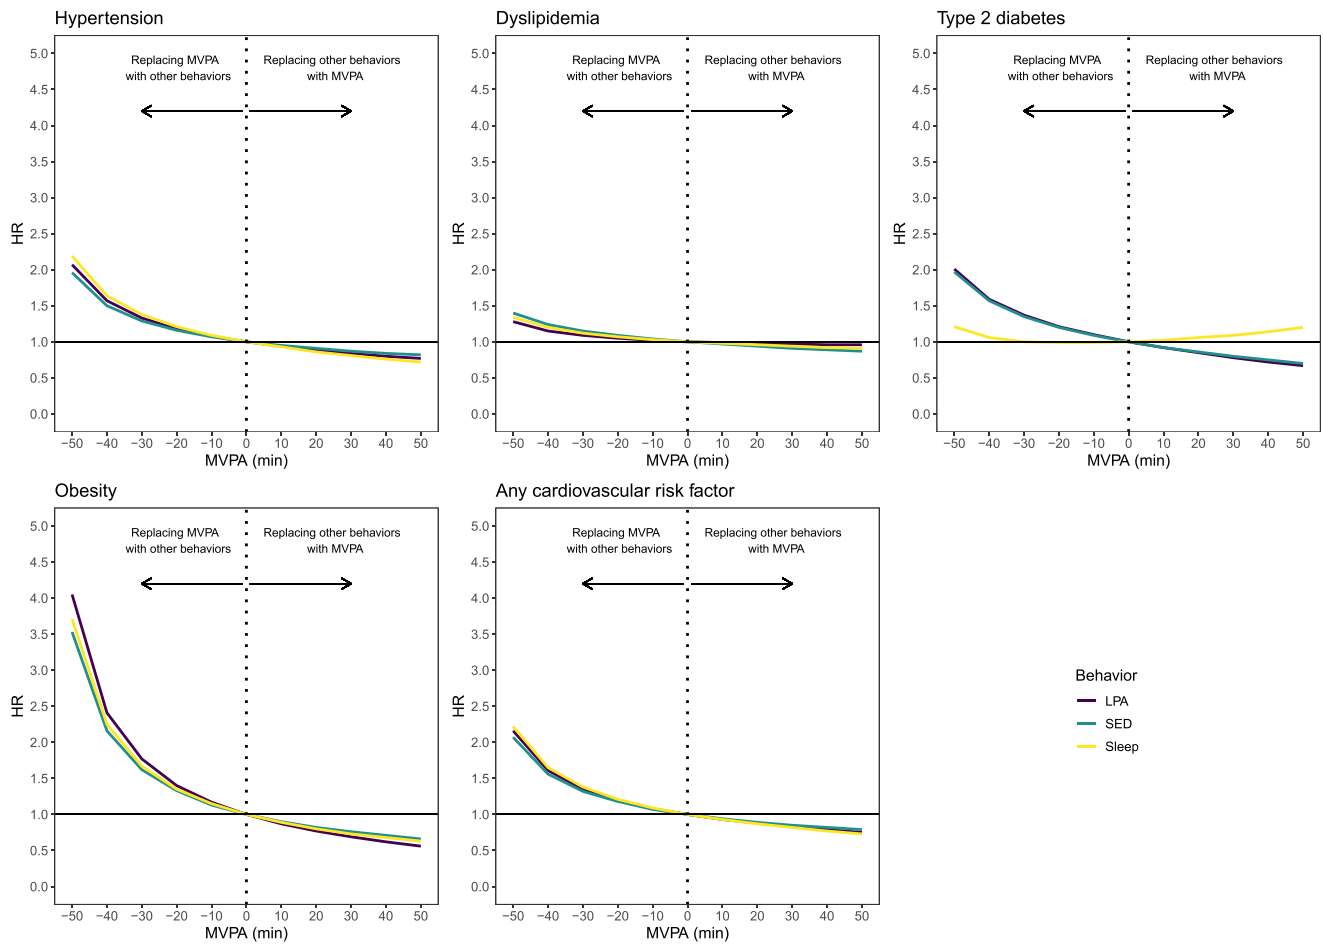 Hypertension
Replacing MVPA
with other behaviors
Replacing other behaviors
with MVPA
HR
5.0
4.5
4.0
3.5
3.0
2.5
2.0
1.5
1.0
0.5
0.0
−50 −40 −30 −20 −10 0 10 20 30 40 50
MVPA (min)
Dyslipidemia
Replacing MVPA
with other behaviors
Replacing other behaviors
with MVPA
HR
5.0
4.5
4.0
3.5
3.0
2.5
2.0
1.5
1.0
0.5
0.0
−50 −40 −30 −20 −10 0 10 20 30 40 50
MVPA (min)
Type 2 diabetes
Replacing MVPA
with other behaviors
Replacing other behaviors
with MVPA
HR
5.0
4.5
4.0
3.5
3.0
2.5
2.0
1.5
1.0
0.5
0.0
−50 −40 −30 −20 −10 0 10 20 30 40 50
MVPA (min)
Obesity
Replacing MVPA
with other behaviors
Replacing other behaviors
with MVPA
HR
5.0
4.5
4.0
3.5
3.0
2.5
2.0
1.5
1.0
0.5
0.0
−50 −40 −30 −20 −10 0 10 20 30 40 50
MVPA (min)
Any cardiovascular risk factor
Replacing MVPA
with other behaviors
Replacing other behaviors
with MVPA
HR
5.0
4.5
4.0
3.5
3.0
2.5
2.0
1.5
1.0
0.5
0.0
−50 −40 −30 −20 −10 0 10 20 30 40 50
MVPA (min)
Behavior
LPA
SED
Sleep